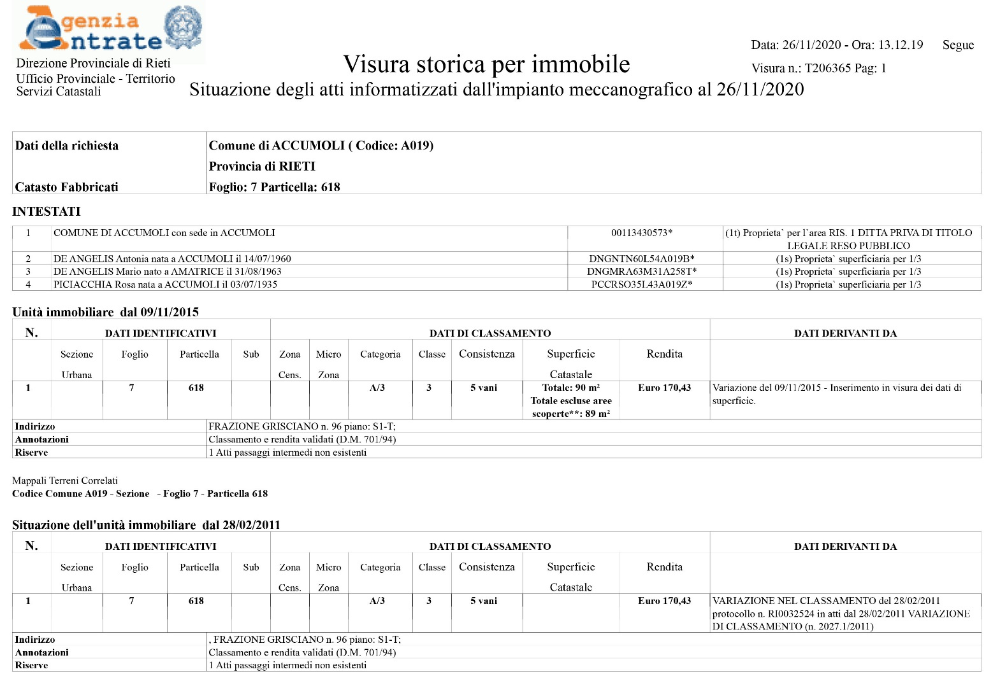 Agenzia
Entrate
Direzione Provinciale di Rieti
Ufficio Provinciale - Territorio
Servizi Catastali
Visura storica per immobile
Situazione degli atti informatizzati dall'impianto meccanografico al 26/11/2020
Data: 26/11/2020 - Ora: 13.12.19 Segue
Visura n.: T206365 Pag: 1
Dati della richiesta Comune di ACCUMOLI ( Codice: A019)
Provincia di RIETI
Catasto Fabbricati Foglio: 7 Particella: 618
INTESTATI
1 COMUNE DI ACCUMOLI con sede in ACCUMOLI 00113430573* (1t) Proprieta` per l`area RIS. 1 DITTA PRIVA DI TITOLO
LEGALE RESO PUBBLICO
2 DE ANGELIS Antonia nata a ACCUMOLI il 14/07/1960 DNGNTN60L54A019B* (1s) Proprieta` superficiaria per 1/3
3 DE ANGELIS Mario nato a AMATRICE il 31/08/1963 DNGMRA63M31A258T* (1s) Proprieta` superficiaria per 1/3
4 PICIACCHIA Rosa nata a ACCUMOLI il 03/07/1935 PCCRSO35L43A019Z* (1s) Proprieta` superficiaria per 1/3
Unità immobiliare dal 09/11/2015
N. DATI IDENTIFICATIVI DATI DI CLASSAMENTO DATI DERIVANTI DA
Sezione Foglio Particella Sub Zona Micro Categoria Classe Consistenza Superficie Rendita
Urbana Cens. Zona Catastale
1 7 618 A/3 3 5 vani Totale: 90 m² Euro 170,43 Variazione del 09/11/2015 - Inserimento in visura dei dati di
Totale escluse aree superficie.
scoperte**: 89 m²
Indirizzo FRAZIONE GRISCIANO n. 96 piano: S1-T;
Annotazioni Classamento e rendita validati (D.M. 701/94)
Riserve 1 Atti passaggi intermedi non esistenti
Mappali Terreni Correlati
Codice Comune A019 - Sezione - Foglio 7 - Particella 618
Situazione dell'unità immobiliare dal 28/02/2011
N. DATI IDENTIFICATIVI DATI DI CLASSAMENTO DATI DERIVANTI DA
Sezione Foglio Particella Sub Zona Micro Categoria Classe Consistenza Superficie Rendita
Urbana Cens. Zona Catastale
1 7 618 A/3 3 5 vani Euro 170,43 VARIAZIONE NEL CLASSAMENTO del 28/02/2011
protocollo n. RI0032524 in atti dal 28/02/2011 VARIAZIONE
DI CLASSAMENTO (n. 2027.1/2011)
Indirizzo , FRAZIONE GRISCIANO n. 96 piano: S1-T;
Annotazioni Classamento e rendita validati (D.M. 701/94)
Riserve 1 Atti passaggi intermedi non esistenti